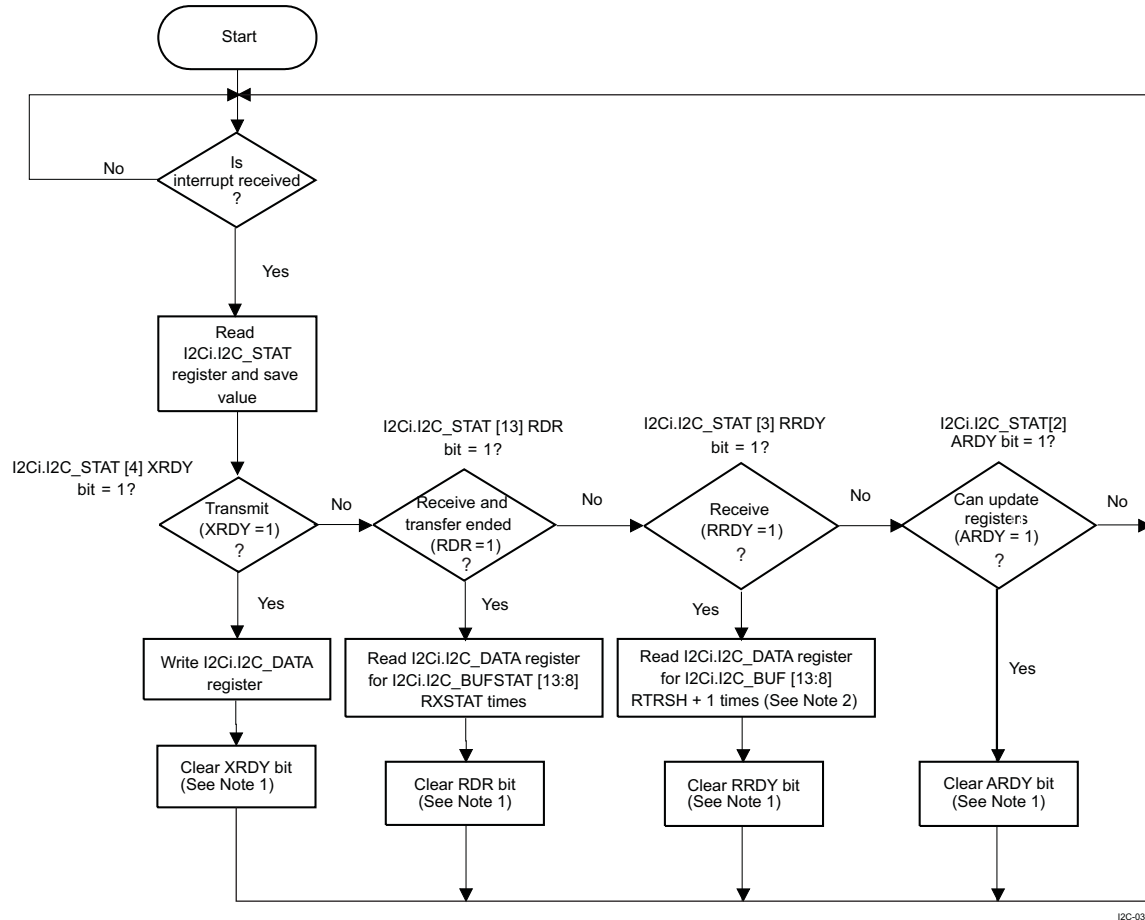 Start
Is
interrupt received
?
No
Yes
Read
I2Ci.I2C_STAT
register and save
value
I2Ci.I2C_STAT [4] XRDY
bit = 1?
Transmit
(XRDY =1)
?
No
Yes
Write I2Ci.I2C_DATA
register
Clear XRDY bit
(See Note 1)
I2Ci.I2C_STAT [13] RDR
bit = 1?
Receive and
transfer ended
(RDR =1)
?
No
Yes
Read I2Ci.I2C_DATA register
for I2Ci.I2C_BUFSTAT [13:8]
RXSTAT times
Clear RDR bit
(See Note 1)
I2Ci.I2C_STAT [3] RRDY
bit = 1?
Receive
(RRDY =1)
?
No
Yes
Read I2Ci.I2C_DATA register
for I2Ci.I2C_BUF [13:8]
RTRSH + 1 times (See Note 2)
Clear RRDY bit
(See Note 1)
I2Ci.I2C_STAT[2]
ARDY bit = 1?
Can update
registers
(ARDY = 1)
?
No
Yes
Clear ARDY bit
(See Note 1)
I2C-03